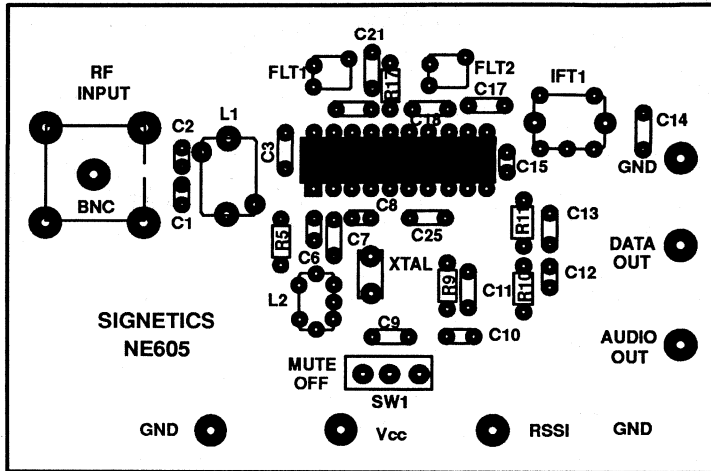 C21
FLT1
R17
FLT2
C17
IFT1
RF
INPUT
L1
C2
C3
C18
C14
GND
C15
BNC
C1
C8
C25
R5
C6
C7
XTAL
R11
C13
DATA
OUT
L2
R9
C11
R10
C12
SIGNETICS
NE605
C9
C10
AUDIO
OUT
MUTE
OFF
SW1
GND
Vcc
RSSI
GND